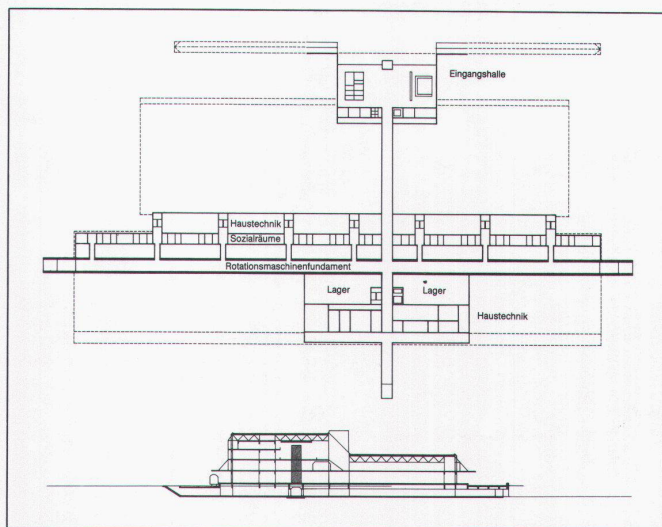 Eingangshalle
Haustechnik
Sozialräume
Rotationsmaschinenfundament
Lager
Lager
Haustechnik